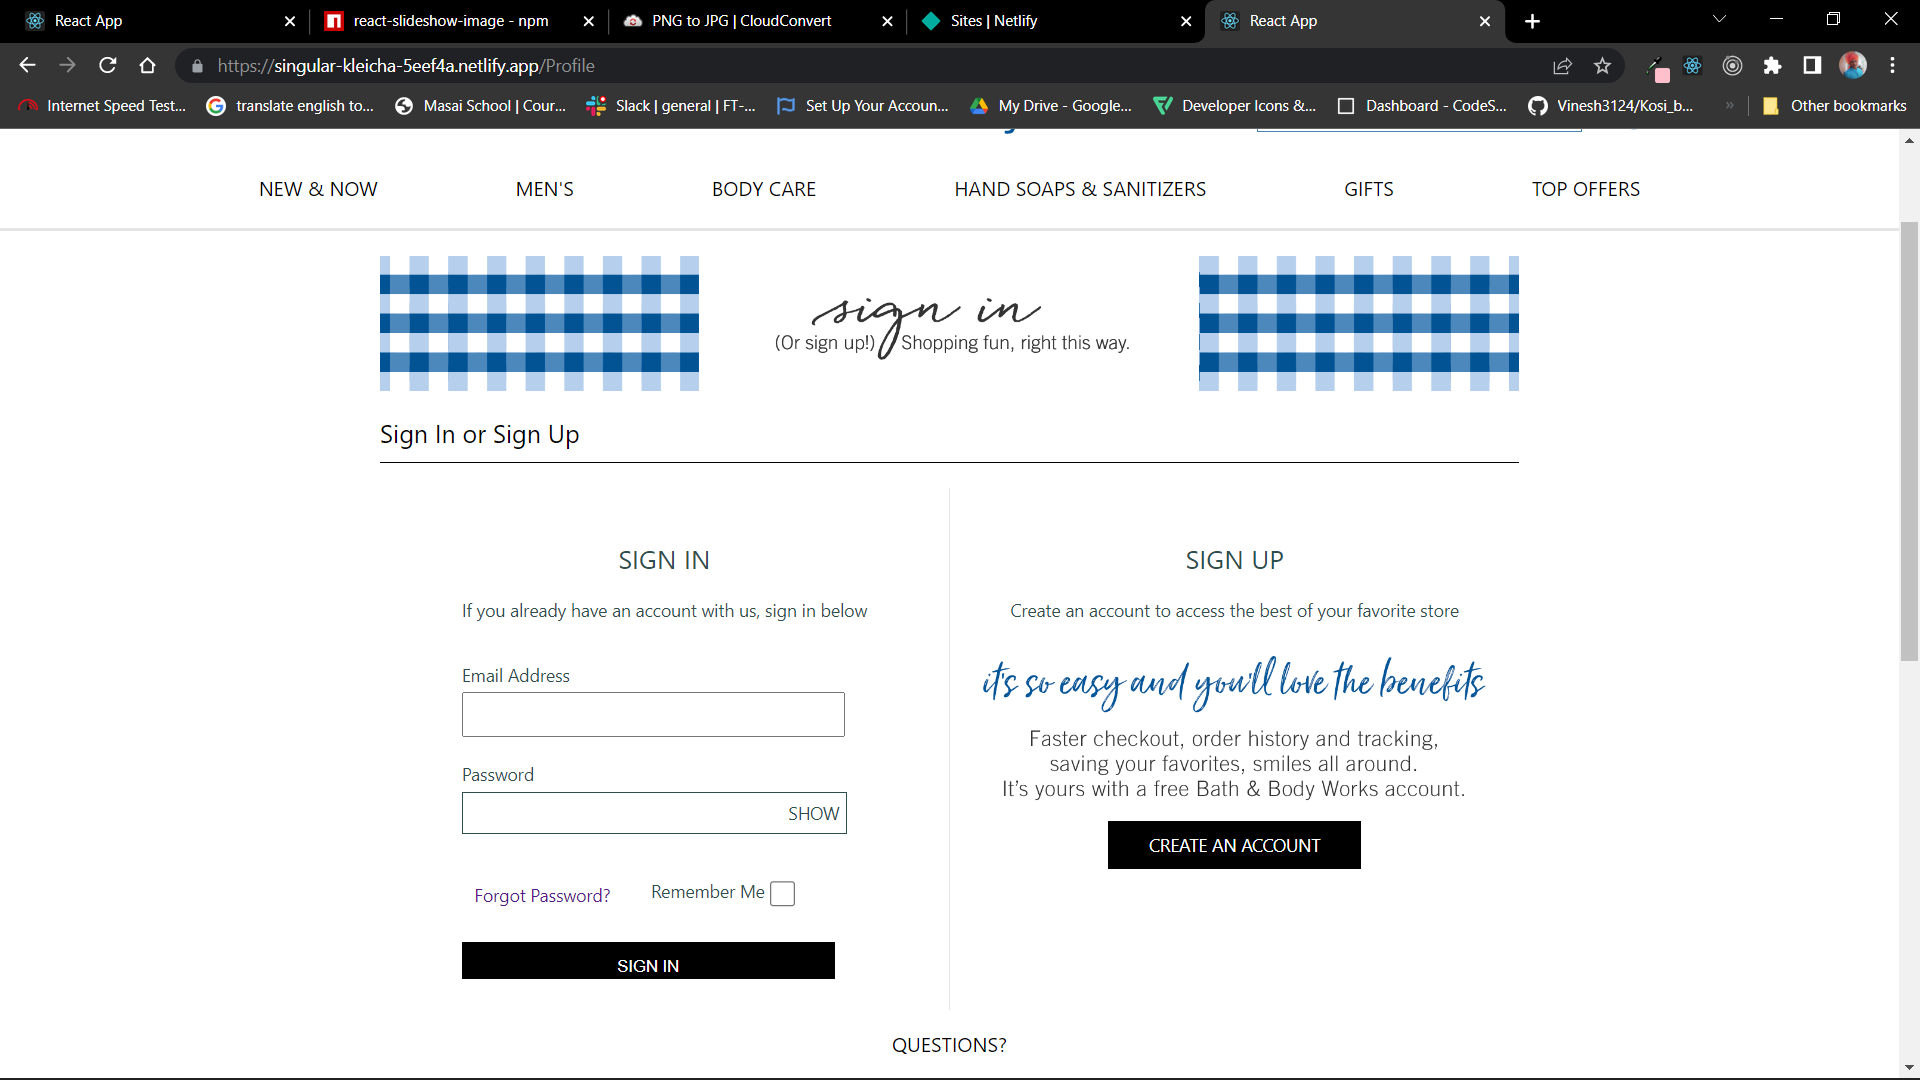 React App
react-slideshow-image - npm
PNG to JPG | CloudConvert
Sites | Netlify
React App
https://singular-kleicha-5eef4a.netlify.app/Profile
Internet Speed Test...
translate english to...
Masai School | Cour...
Slack | general | FT-...
Set Up Your Accoun...
My Drive - Google...
Developer Icons &...
Dashboard - CodeS...
Vinesh3124/Kosi_b...
»
Other bookmarks
NEW & NOW
MEN'S
BODY CARE
HAND SOAPS & SANITIZERS
GIFTS
TOP OFFERS
sign in
(Or sign up!) Shopping fun, right this way.
Sign In or Sign Up
SIGN IN
If you already have an account with us, sign in below
Email Address
Password
SHOW
Forgot Password?
Remember Me
SIGN IN
SIGN UP
Create an account to access the best of your favorite store
it's so easy and you'll love the benefits
Faster checkout, order history and tracking,
saving your favorites, smiles all around.
It's yours with a free Bath & Body Works account.
CREATE AN ACCOUNT
QUESTIONS?